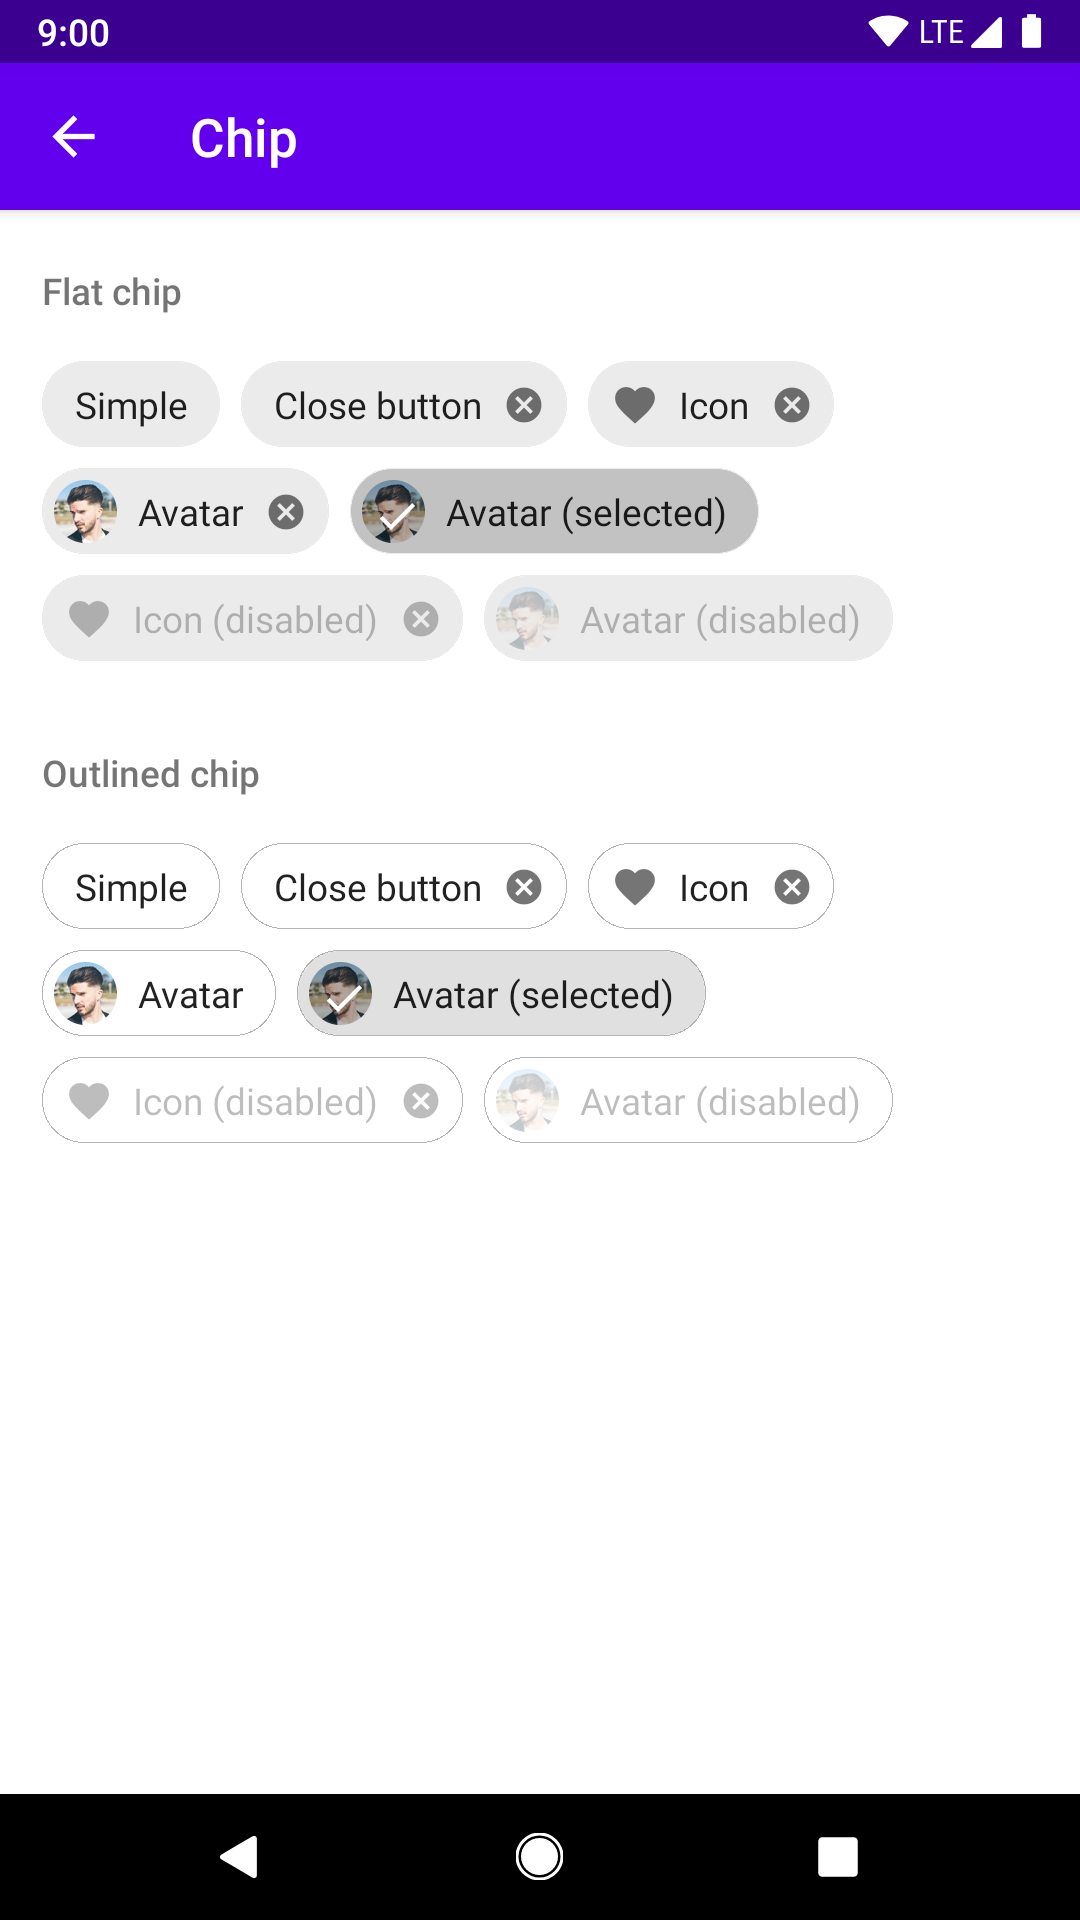 9:00 LTE
Chip
Flat chip
Simple Close button Icon
Avatar Avatar (selected)
Icon (disabled) Avatar (disabled)
Outlined chip
Simple Close button Icon
Avatar Avatar (selected)
Icon (disabled) Avatar (disabled)